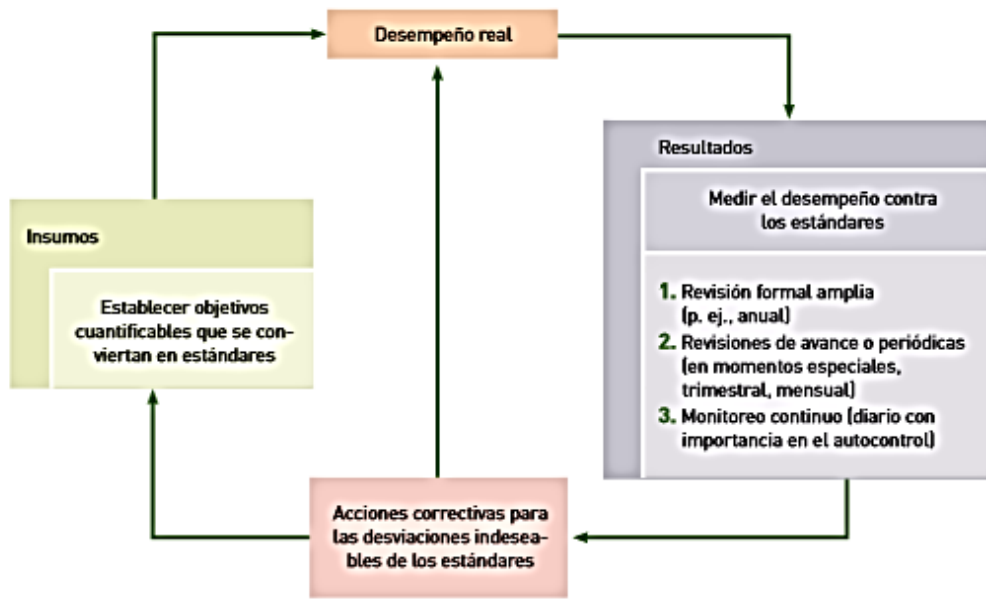 Desempeño real
Resultados
Medir el desempeño contra
los estándares
Insumos
Establecer objetivos
cuantificables que se con-
viertan en estándares
1. Revisión formal amplia
(p. ej., anual)
2. Revisiones de avance o periódicas
(en momentos especiales,
trimestral, mensual)
3. Monitoreo continuo (diario con
importancia en el autocontrol)
Acciones correctivas para
las desviaciones indesea-
bles de los estándares